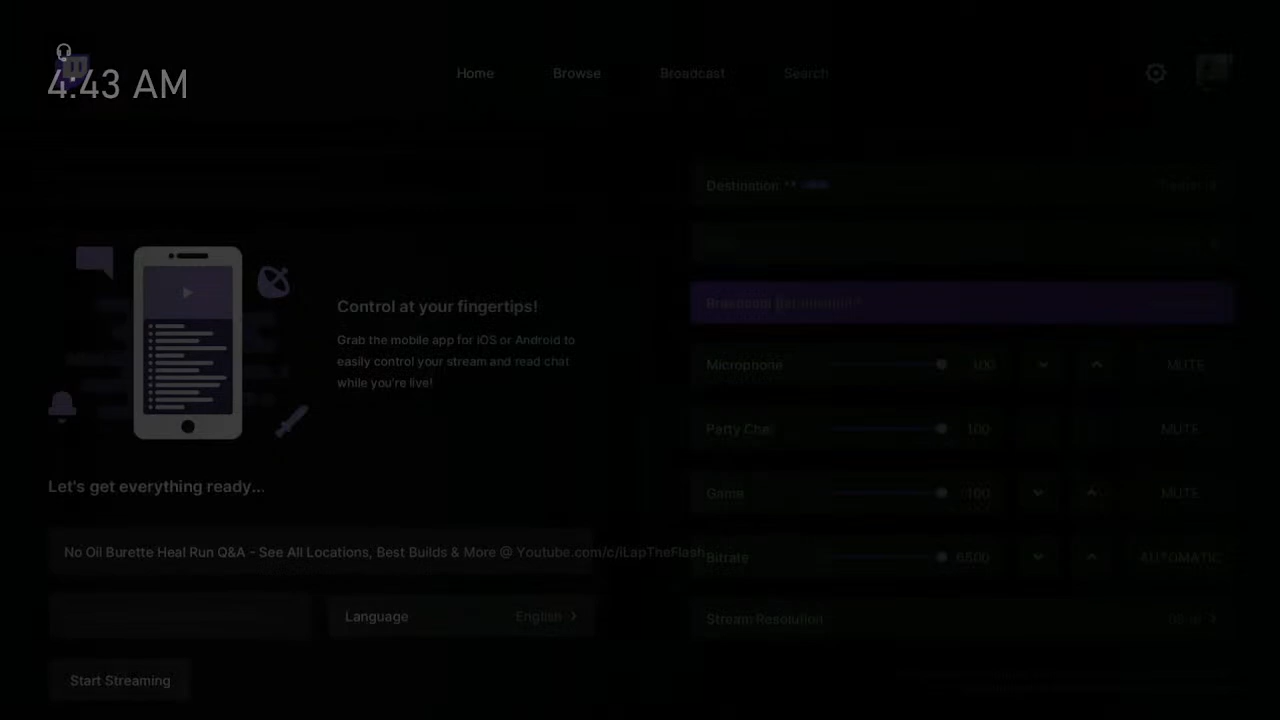 4:43 AM
Home
Browse
Broadcast
Search
Destination
Control at your fingertips!
Grab the mobile app for iOS or Android to
easily control your stream and read chat
while you're live!
Microphone
100
MUTE
Party Chat
100
MUTE
Game
100
MUTE
Let's get everything ready...
No Oil Burette Heal Run Q&A - See All Locations, Best Builds & More @ Youtube.com/c/iLapTheFlash
Bitrate
6500
AUTOMATIC
Language
English
Stream Resolution
Start Streaming